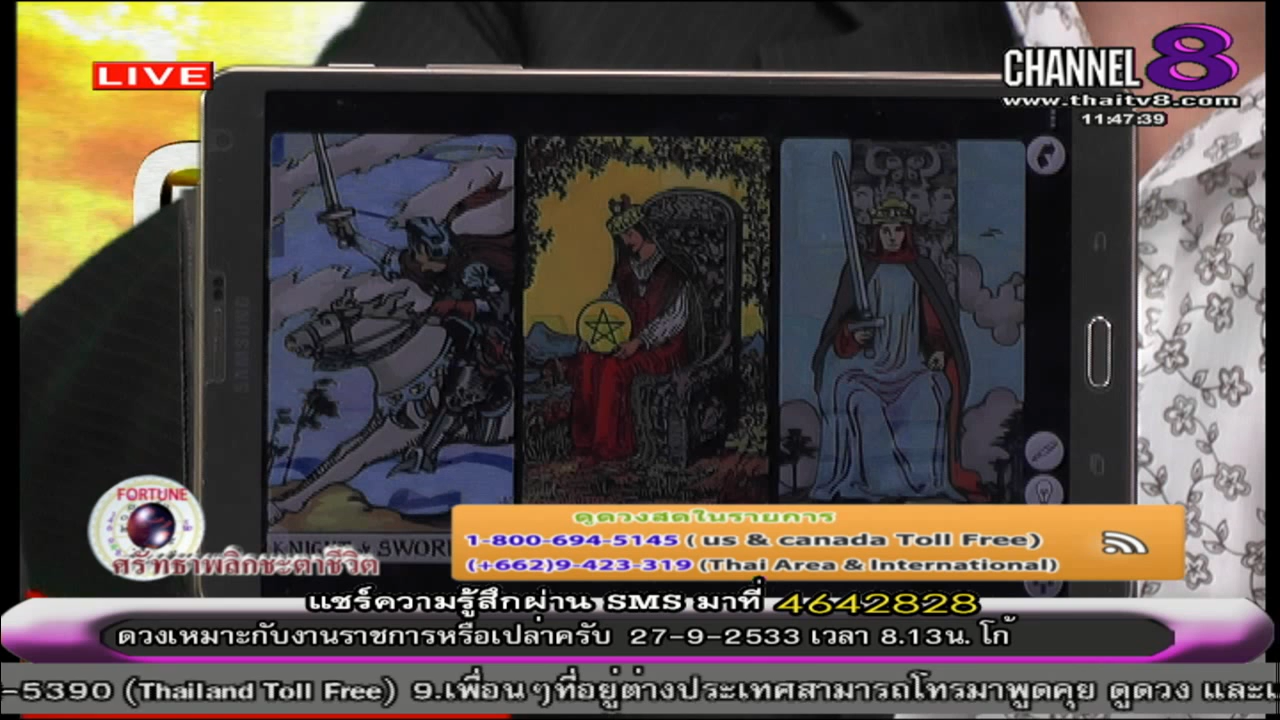 LIVE
CHANNEL 8
www.thaitv8.com
11:47:39
SAMSUNG
FORTUNE
ศรัทธาพลิกชะตาชีวิต
ดูดวงสดในรายการ
1-800-694-5145 (us & canada Toll Free)
(+662)9-423-319 (Thai Area & International)
แชร์ความรู้สึกผ่าน SMS มาที่ 4642828
ดวงเหมาะกับงานราชการหรือเปล่าครับ 27-9-2533 เวลา 8.13น. โก้
-5390 (Thailand Toll Free) 9.เพื่อนๆที่อยู่ต่างประเทศสามารถโทรมาพูดคุย ดูดวง และ